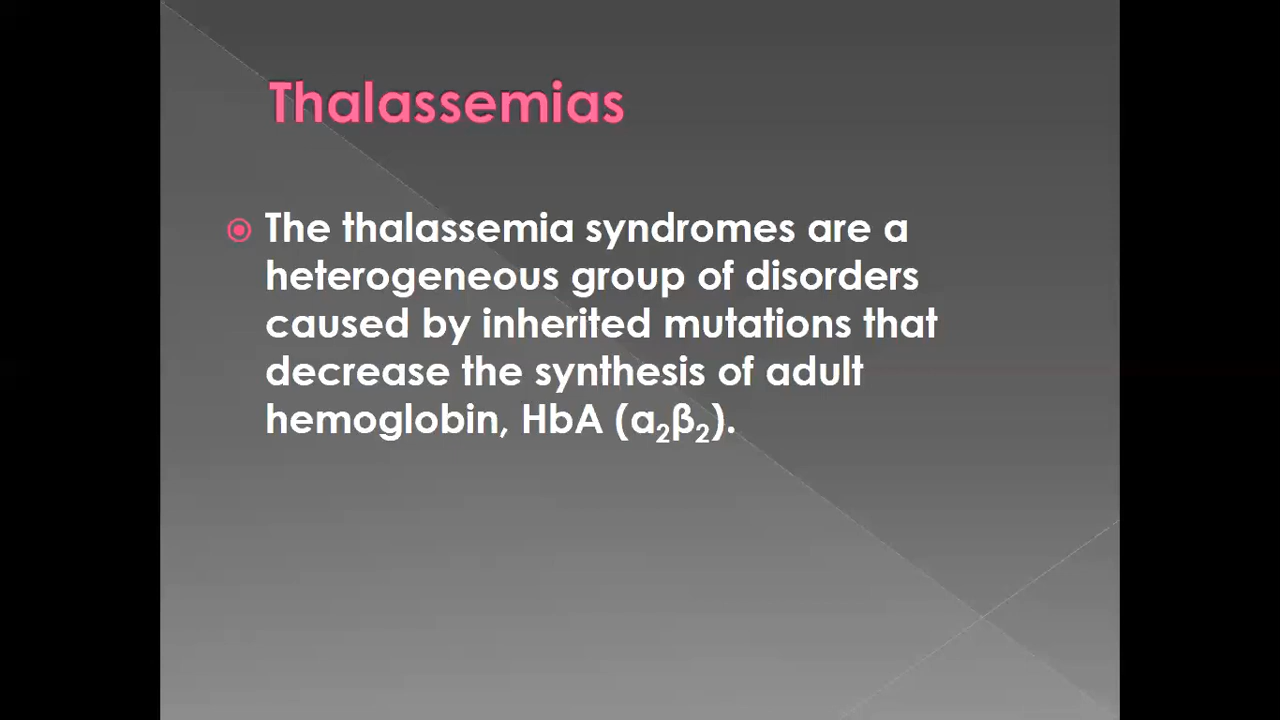 Thalassemias
The thalassemia syndromes are a
heterogeneous group of disorders
caused by inherited mutations that
decrease the synthesis of adult
hemoglobin, HbA (α₂β₂).